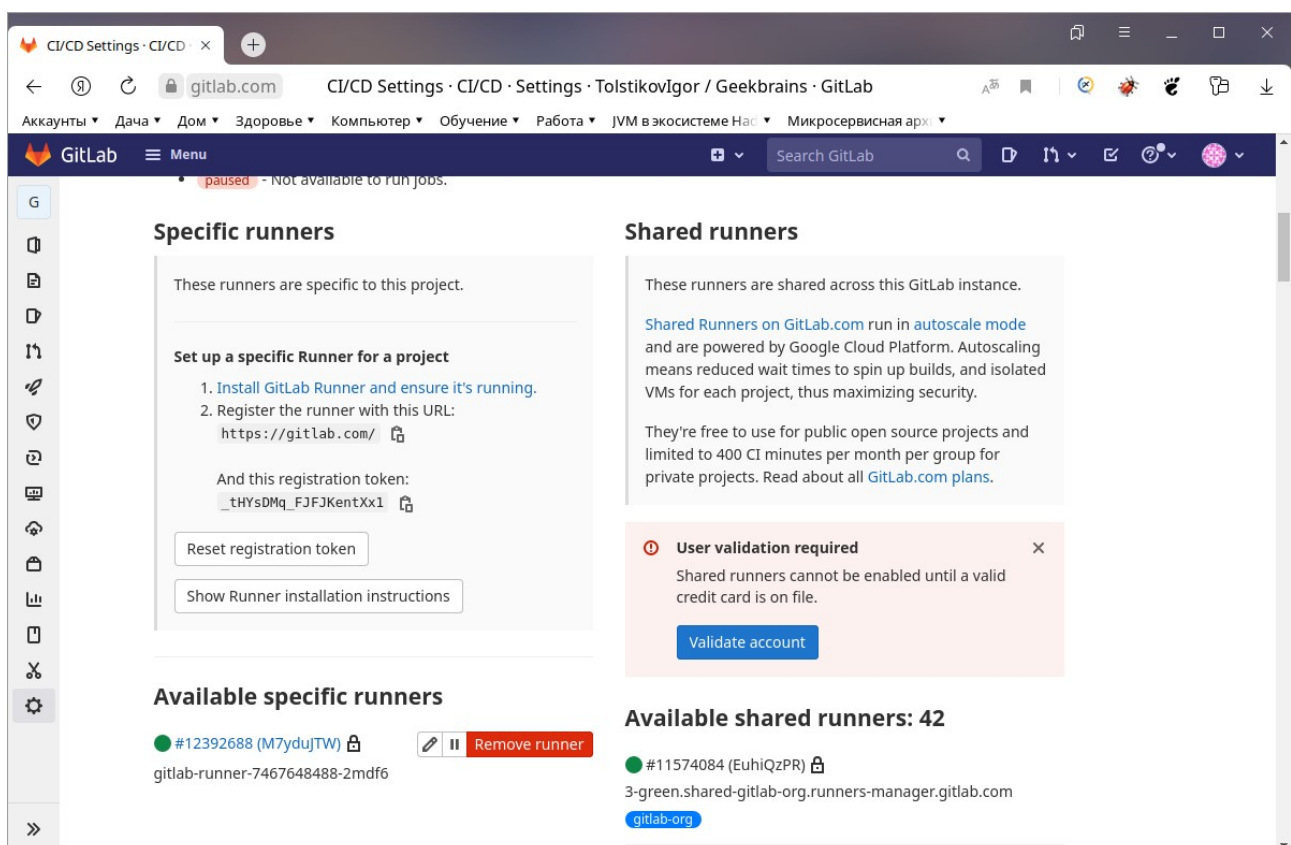 CI/CD Settings · CI/CD ·
gitlab.com
CI/CD Settings · CI/CD · Settings · TolstikovIgor / Geekbrains · GitLab
Аккаунты Дача Дом Здоровье Компьютер Обучение Работа JVM в экосистеме Had Микросервисная архи
GitLab Menu Search GitLab
G
paused - Not available to run jobs.
Specific runners
These runners are specific to this project.
Set up a specific Runner for a project
1. Install GitLab Runner and ensure it's running.
2. Register the runner with this URL:
https://gitlab.com/
And this registration token:
_tHYsDMq_FJFJKentXx1
Reset registration token
Show Runner installation instructions
Available specific runners
#12392688 (M7yduJTW)
Remove runner
gitlab-runner-7467648488-2mdf6
Shared runners
These runners are shared across this GitLab instance.
Shared Runners on GitLab.com run in autoscale mode
and are powered by Google Cloud Platform. Autoscaling
means reduced wait times to spin up builds, and isolated
VMs for each project, thus maximizing security.
They're free to use for public open source projects and
limited to 400 CI minutes per month per group for
private projects. Read about all GitLab.com plans.
User validation required
Shared runners cannot be enabled until a valid
credit card is on file.
Validate account
Available shared runners: 42
#11574084 (EuhiQzPR)
3-green.shared-gitlab-org.runners-manager.gitlab.com
gitlab-org